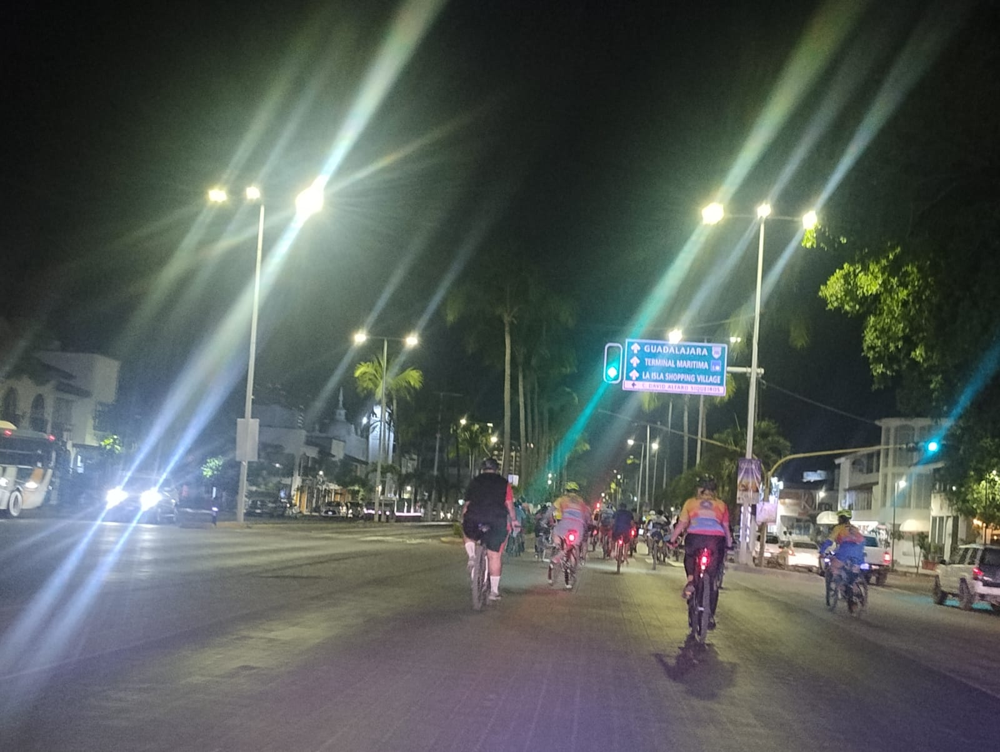 GUADALAJARA
TERMINAL MARITIMA
LA ISLA SHOPPING VILLAGE
C. DAVID ALFARO SIQUEIROS